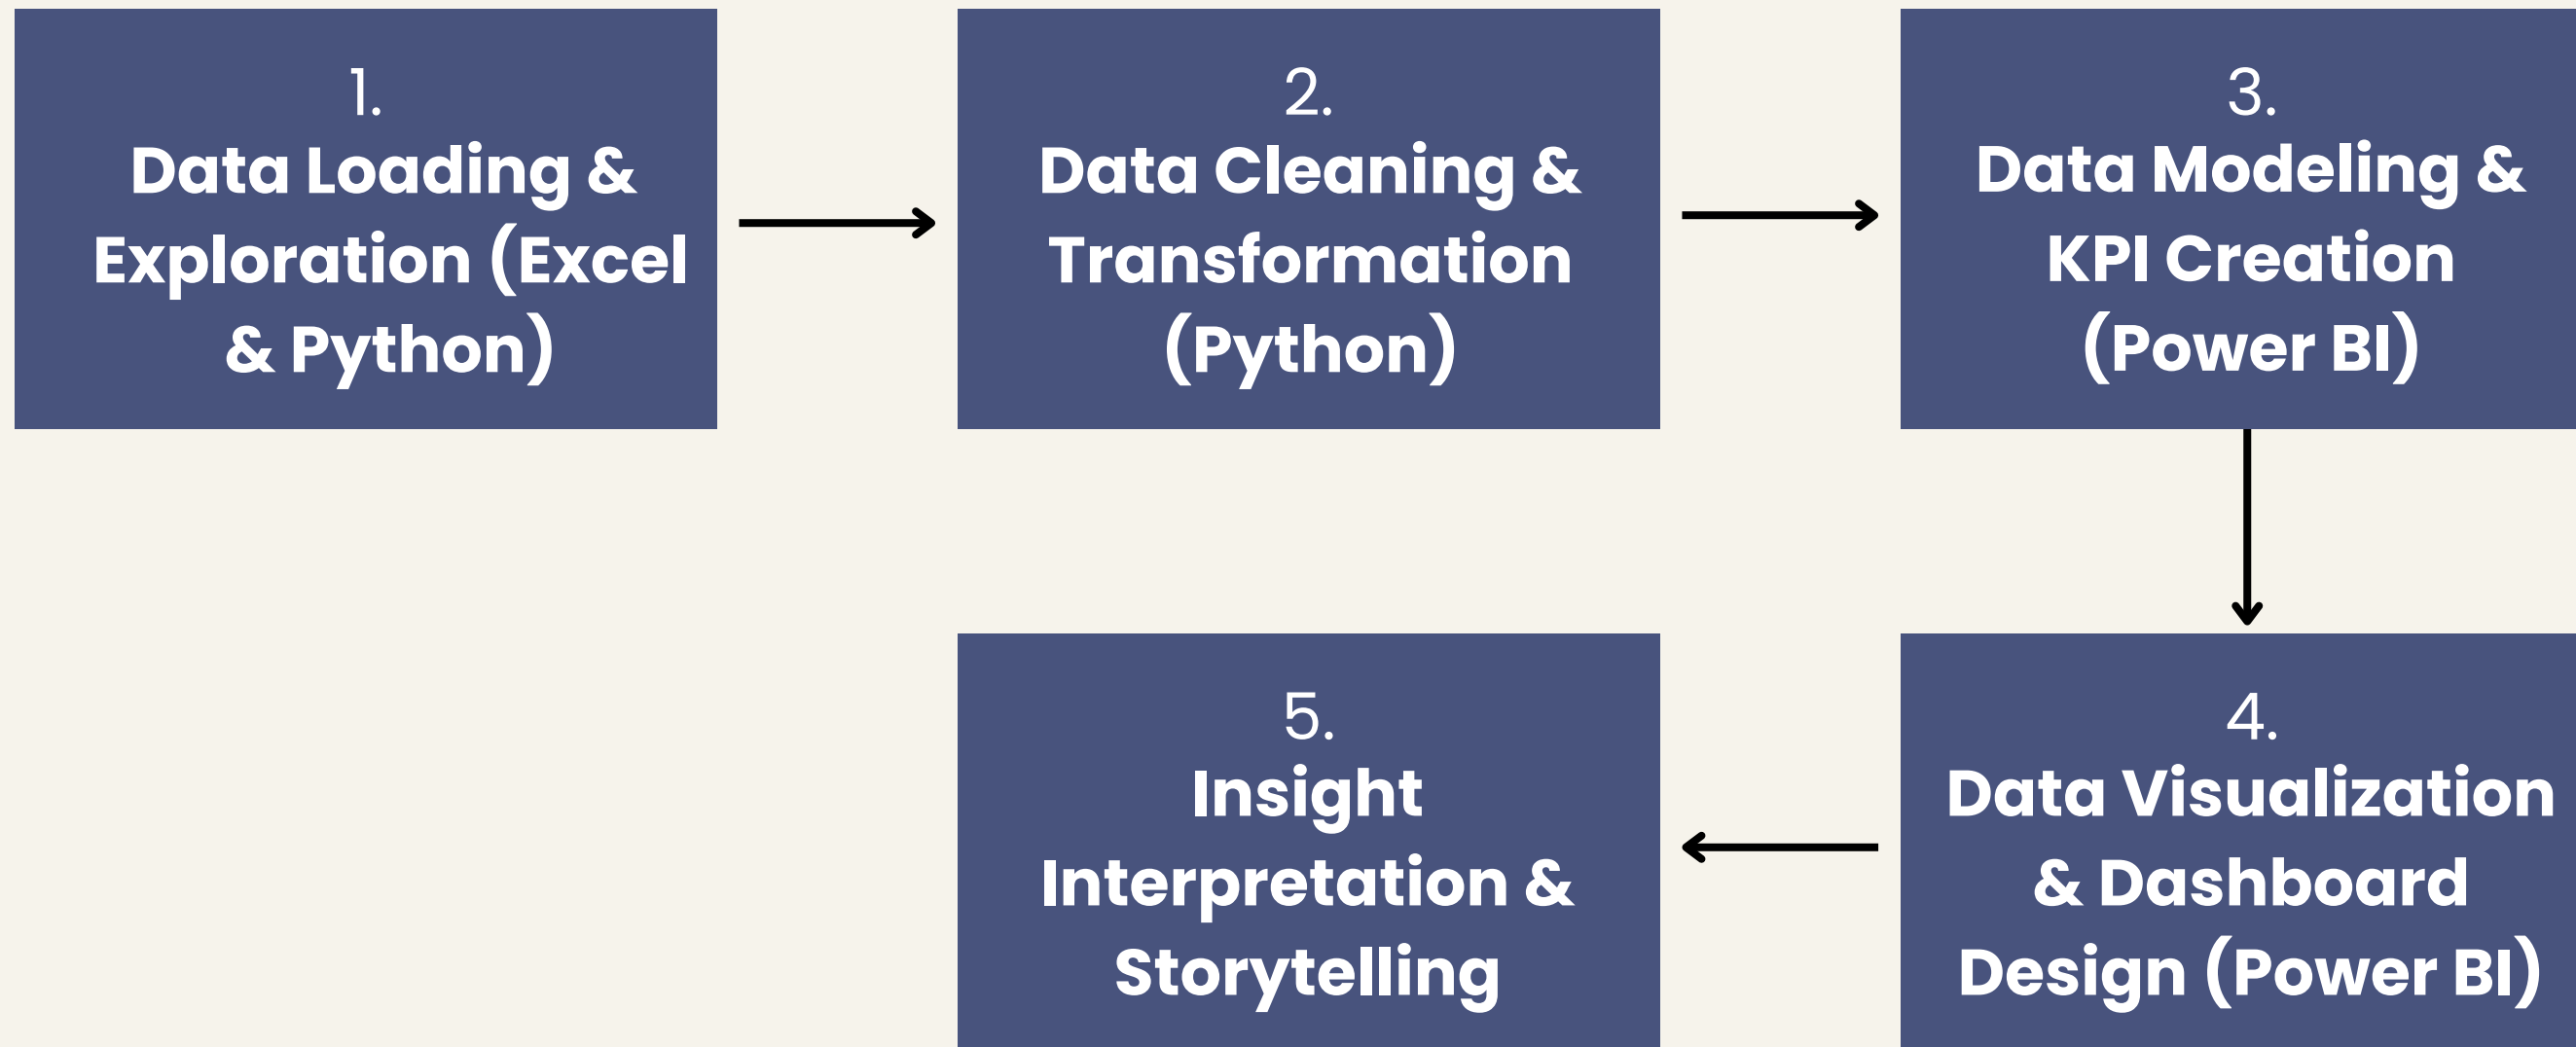 1.
Data Loading &
Exploration (Excel
& Python)
2.
Data Cleaning &
Transformation
(Python)
3.
Data Modeling &
KPI Creation
(Power BI)
4.
Data Visualization
& Dashboard
Design (Power BI)
5.
Insight
Interpretation &
Storytelling